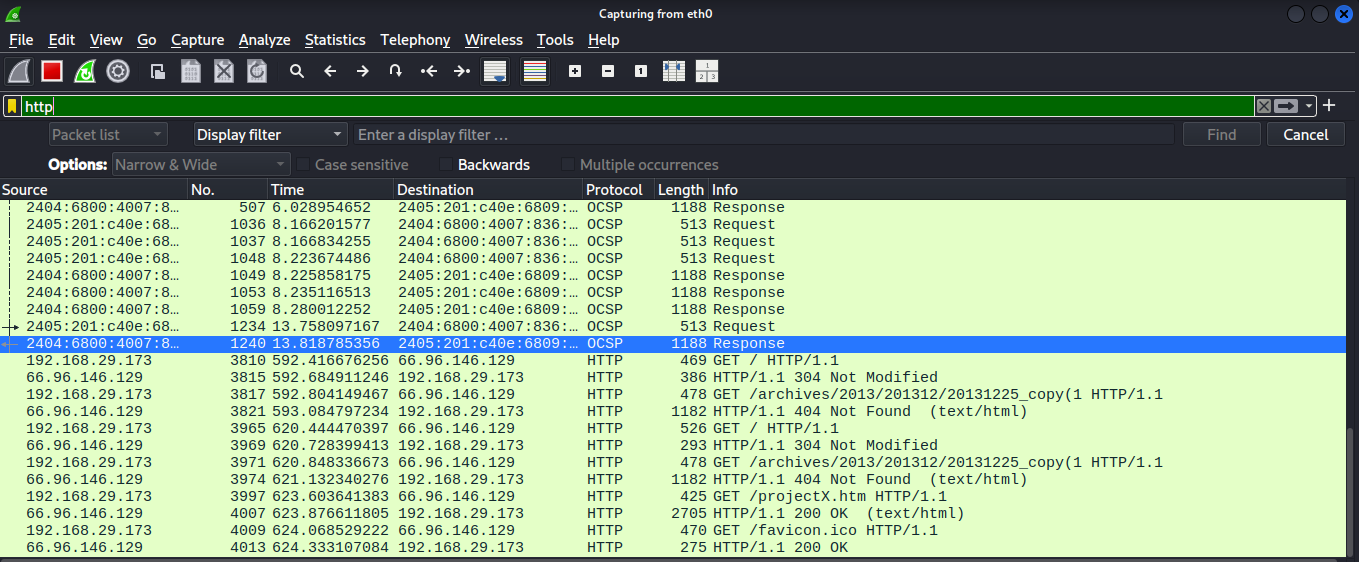 Capturing from eth0
File Edit View Go Capture Analyze Statistics Telephony Wireless Tools Help
http
Packet list Display filter Enter a display filter ... Find Cancel
Options: Narrow & Wide Case sensitive Backwards Multiple occurrences
Source No. Time Destination Protocol Length Info
2404:6800:4007:8… 507 6.028954652 2405:201:c40e:6809:… OCSP 1188 Response
2405:201:c40e:68… 1036 8.166201577 2404:6800:4007:836:… OCSP 513 Request
2405:201:c40e:68… 1037 8.166834255 2404:6800:4007:836:… OCSP 513 Request
2405:201:c40e:68… 1048 8.223674486 2404:6800:4007:836:… OCSP 513 Request
2404:6800:4007:8… 1049 8.225858175 2405:201:c40e:6809:… OCSP 1188 Response
2404:6800:4007:8… 1053 8.235116513 2405:201:c40e:6809:… OCSP 1188 Response
2404:6800:4007:8… 1059 8.280012252 2405:201:c40e:6809:… OCSP 1188 Response
2405:201:c40e:68… 1234 13.758097167 2404:6800:4007:836:… OCSP 513 Request
2404:6800:4007:8… 1240 13.818785356 2405:201:c40e:6809:… OCSP 1188 Response
192.168.29.173 3810 592.416676256 66.96.146.129 HTTP 469 GET / HTTP/1.1
66.96.146.129 3815 592.684911246 192.168.29.173 HTTP 386 HTTP/1.1 304 Not Modified
192.168.29.173 3817 592.804149467 66.96.146.129 HTTP 478 GET /archives/2013/201312/20131225_copy(1 HTTP/1.1
66.96.146.129 3821 593.084797234 192.168.29.173 HTTP 1182 HTTP/1.1 404 Not Found (text/html)
192.168.29.173 3965 620.444470397 66.96.146.129 HTTP 526 GET / HTTP/1.1
66.96.146.129 3969 620.728399413 192.168.29.173 HTTP 293 HTTP/1.1 304 Not Modified
192.168.29.173 3971 620.848336673 66.96.146.129 HTTP 478 GET /archives/2013/201312/20131225_copy(1 HTTP/1.1
66.96.146.129 3974 621.132340276 192.168.29.173 HTTP 1182 HTTP/1.1 404 Not Found (text/html)
192.168.29.173 3997 623.603641383 66.96.146.129 HTTP 425 GET /projectX.htm HTTP/1.1
66.96.146.129 4007 623.876611805 192.168.29.173 HTTP 2705 HTTP/1.1 200 OK (text/html)
192.168.29.173 4009 624.068529222 66.96.146.129 HTTP 470 GET /favicon.ico HTTP/1.1
66.96.146.129 4013 624.333107084 192.168.29.173 HTTP 275 HTTP/1.1 200 OK